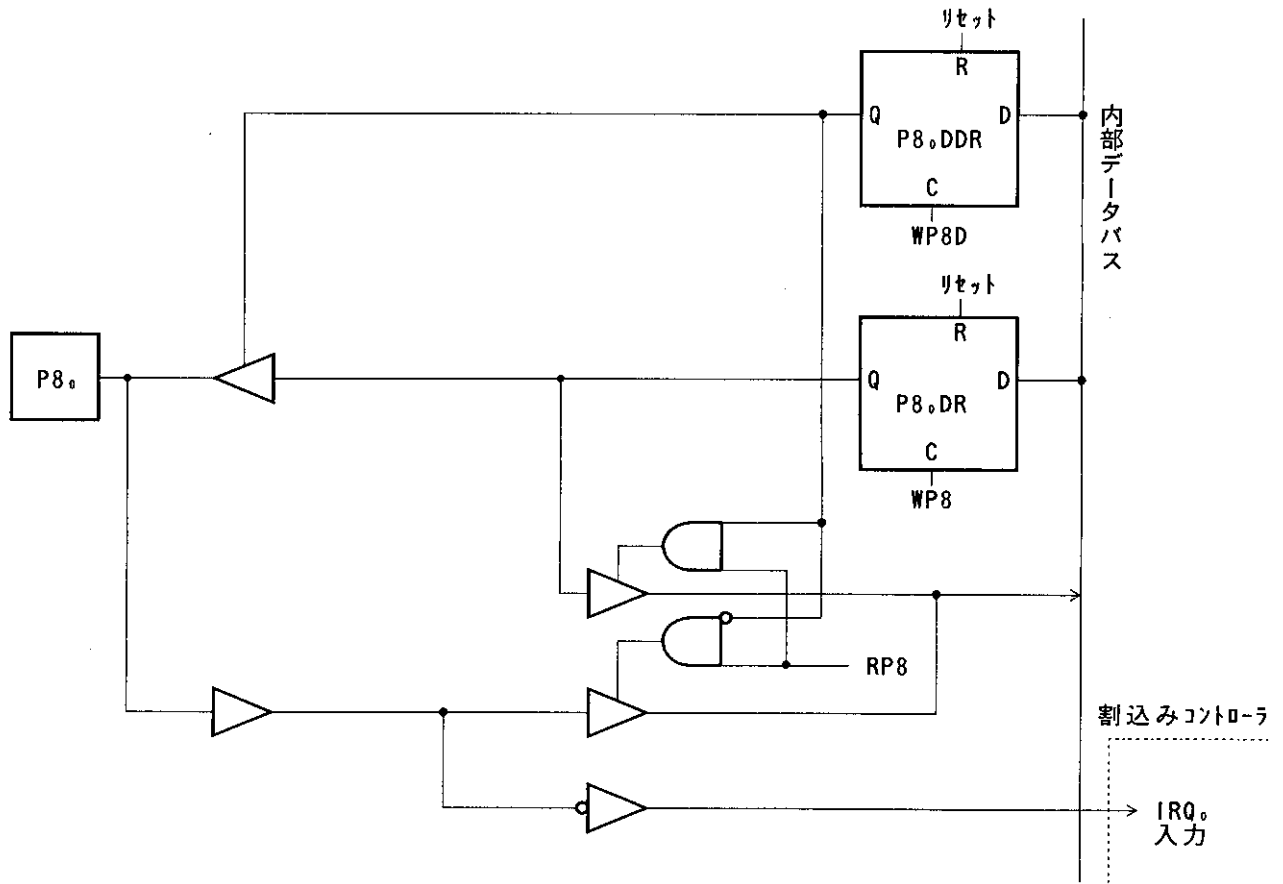 リセット
R
Q
D
P8₀DDR
C
WP8D
内部データバス
リセット
R
P8₀
Q
D
P8₀DR
C
WP8
RP8
割込みコントローラ
IRQ₀
入力